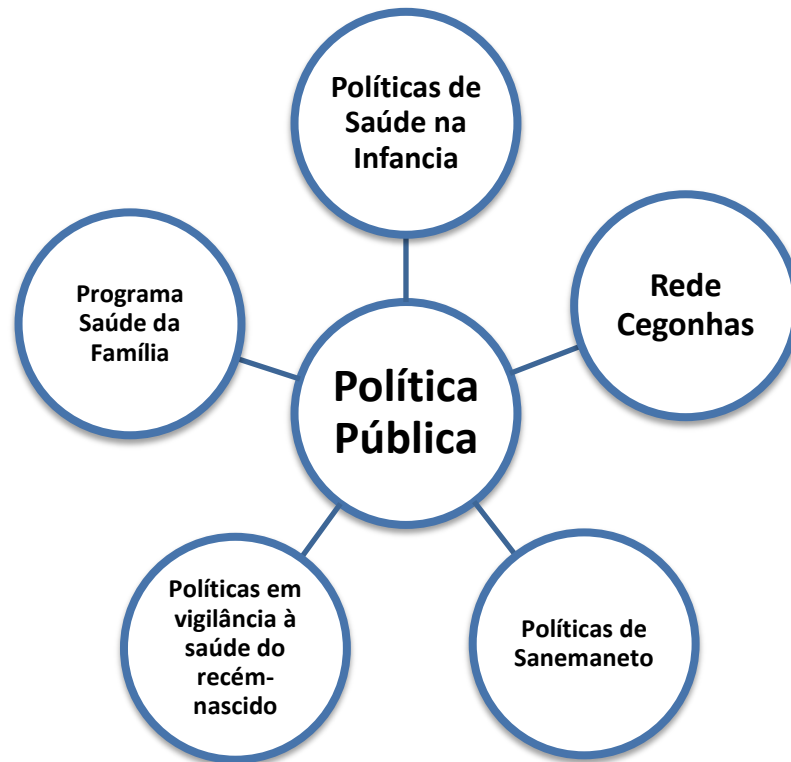 Políticas de
Saúde na
Infancia
Rede
Cegonhas
Programa
Saúde da
Família
Política
Pública
Políticas em
vigilância à
saúde do
recém-
nascido
Políticas de
Sanemaneto